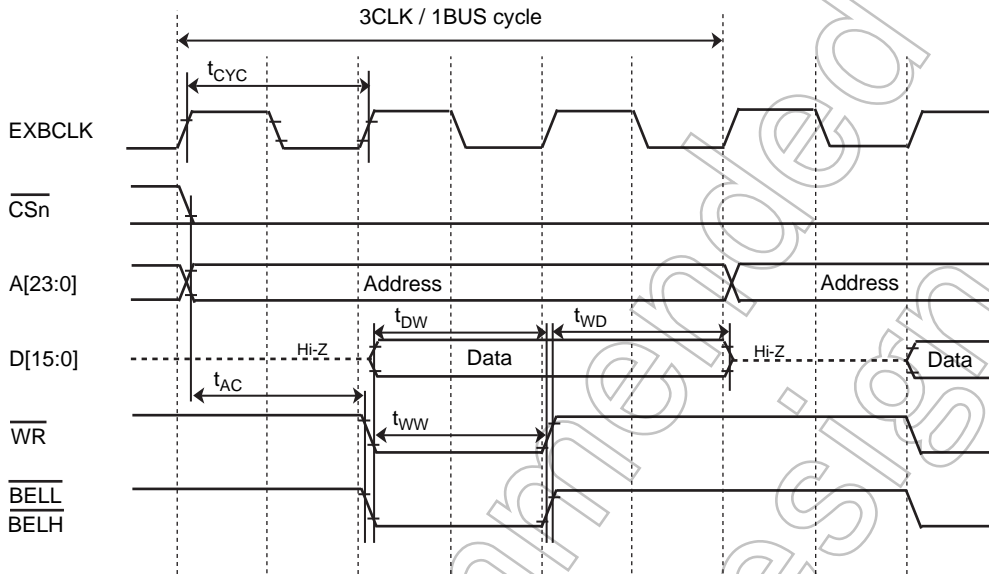 3CLK / 1BUS cycle
tCYC
EXBCLK
CSn
A[23:0]
Address
Address
tDW
tWD
D[15:0]
Hi-Z
Data
Hi-Z
Data
tAC
WR
tWW
BELL
BELH